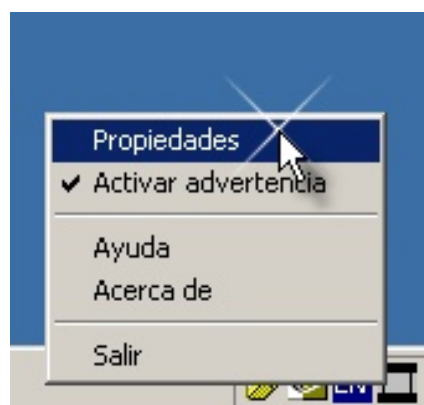 Propiedades
Activar advertencia
Ayuda
Acerca de
Salir
EN